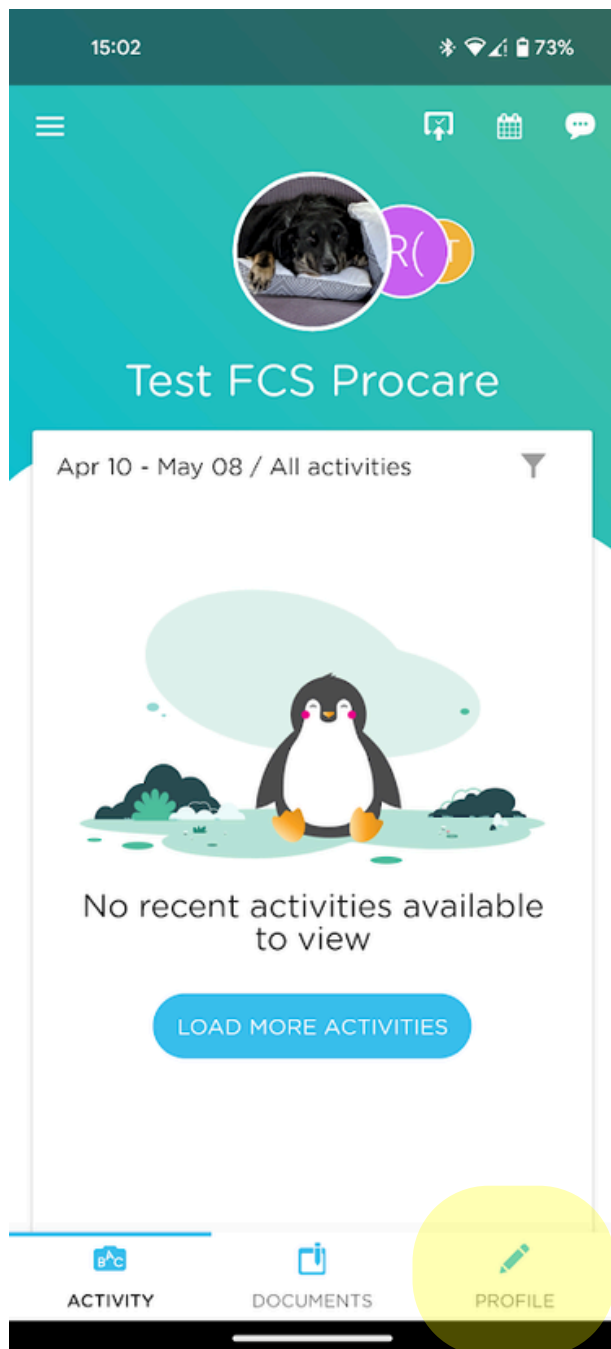 15:02 73%
R( T
Test FCS Procare
Apr 10 - May 08 / All activities
No recent activities available
to view
LOAD MORE ACTIVITIES
BAC
ACTIVITY DOCUMENTS PROFILE